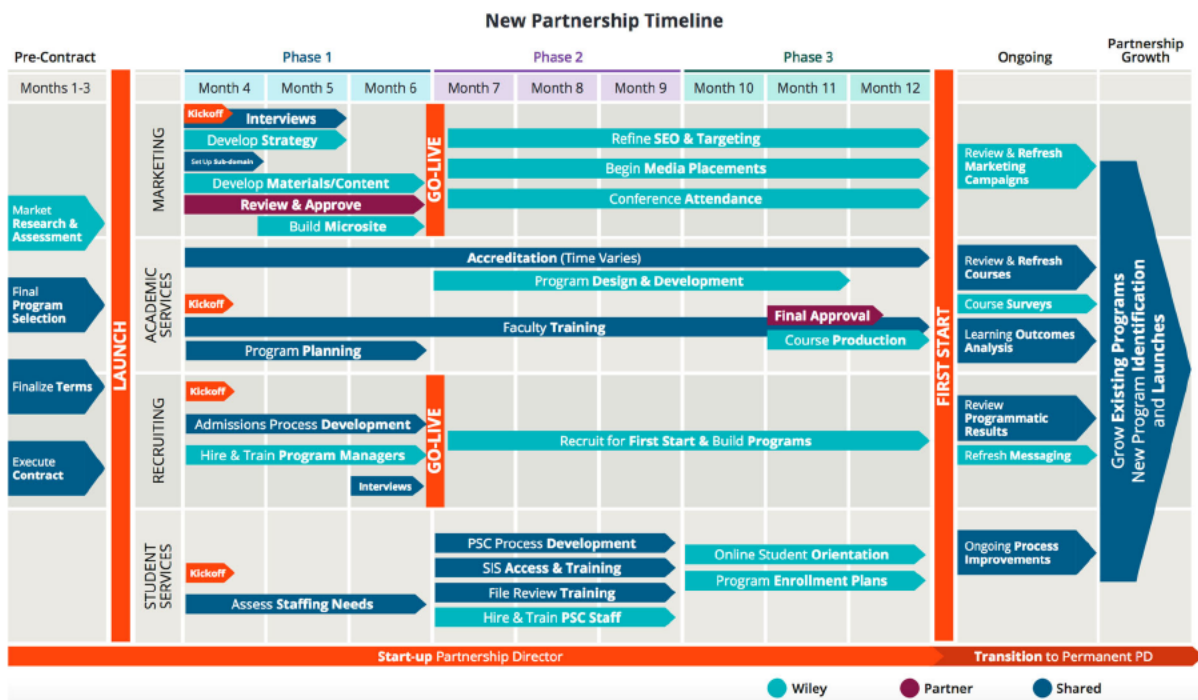 New Partnership Timeline
Pre-Contract
Phase 1
Phase 2
Phase 3
Ongoing
Partnership
Growth
Months 1-3
Month 4
Month 5
Month 6
Month 7
Month 8
Month 9
Month 10
Month 11
Month 12
Market
Research &
Assessment
Final
Program
Selection
Finalize Terms
Execute
Contract
LAUNCH
MARKETING
Kickoff
Interviews
Develop Strategy
Set Up Sub-domain
Develop Materials/Content
Review & Approve
Build Microsite
GO-LIVE
Refine SEO & Targeting
Begin Media Placements
Conference Attendance
ACADEMIC
SERVICES
Accreditation (Time Varies)
Program Design & Development
Kickoff
Final Approval
Faculty Training
Course Production
Program Planning
RECRUITING
Kickoff
Admissions Process Development
Hire & Train Program Managers
Interviews
GO-LIVE
Recruit for First Start & Build Programs
STUDENT
SERVICES
Kickoff
Assess Staffing Needs
PSC Process Development
SIS Access & Training
File Review Training
Hire & Train PSC Staff
Online Student Orientation
Program Enrollment Plans
FIRST START
Review & Refresh
Marketing
Campaigns
Review & Refresh
Courses
Course Surveys
Learning Outcomes
Analysis
Review
Programmatic
Results
Refresh Messaging
Ongoing Process
Improvements
Grow Existing Programs
New Program Identification
and Launches
Start-up Partnership Director
Transition to Permanent PD
Wiley
Partner
Shared